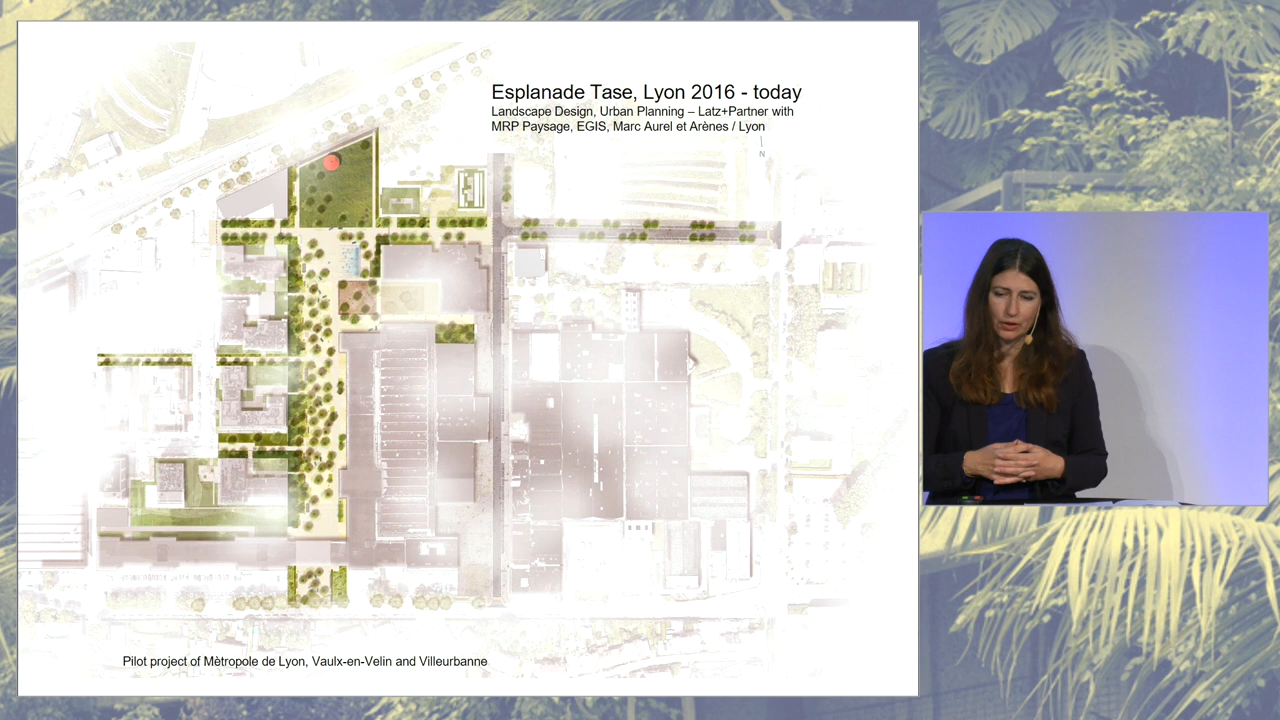 Esplanade Tase, Lyon 2016 - today
Landscape Design, Urban Planning – Latz+Partner with
MRP Paysage, EGIS, Marc Aurel et Arènes / Lyon
N
Pilot project of Mètropole de Lyon, Vaulx-en-Velin and Villeurbanne